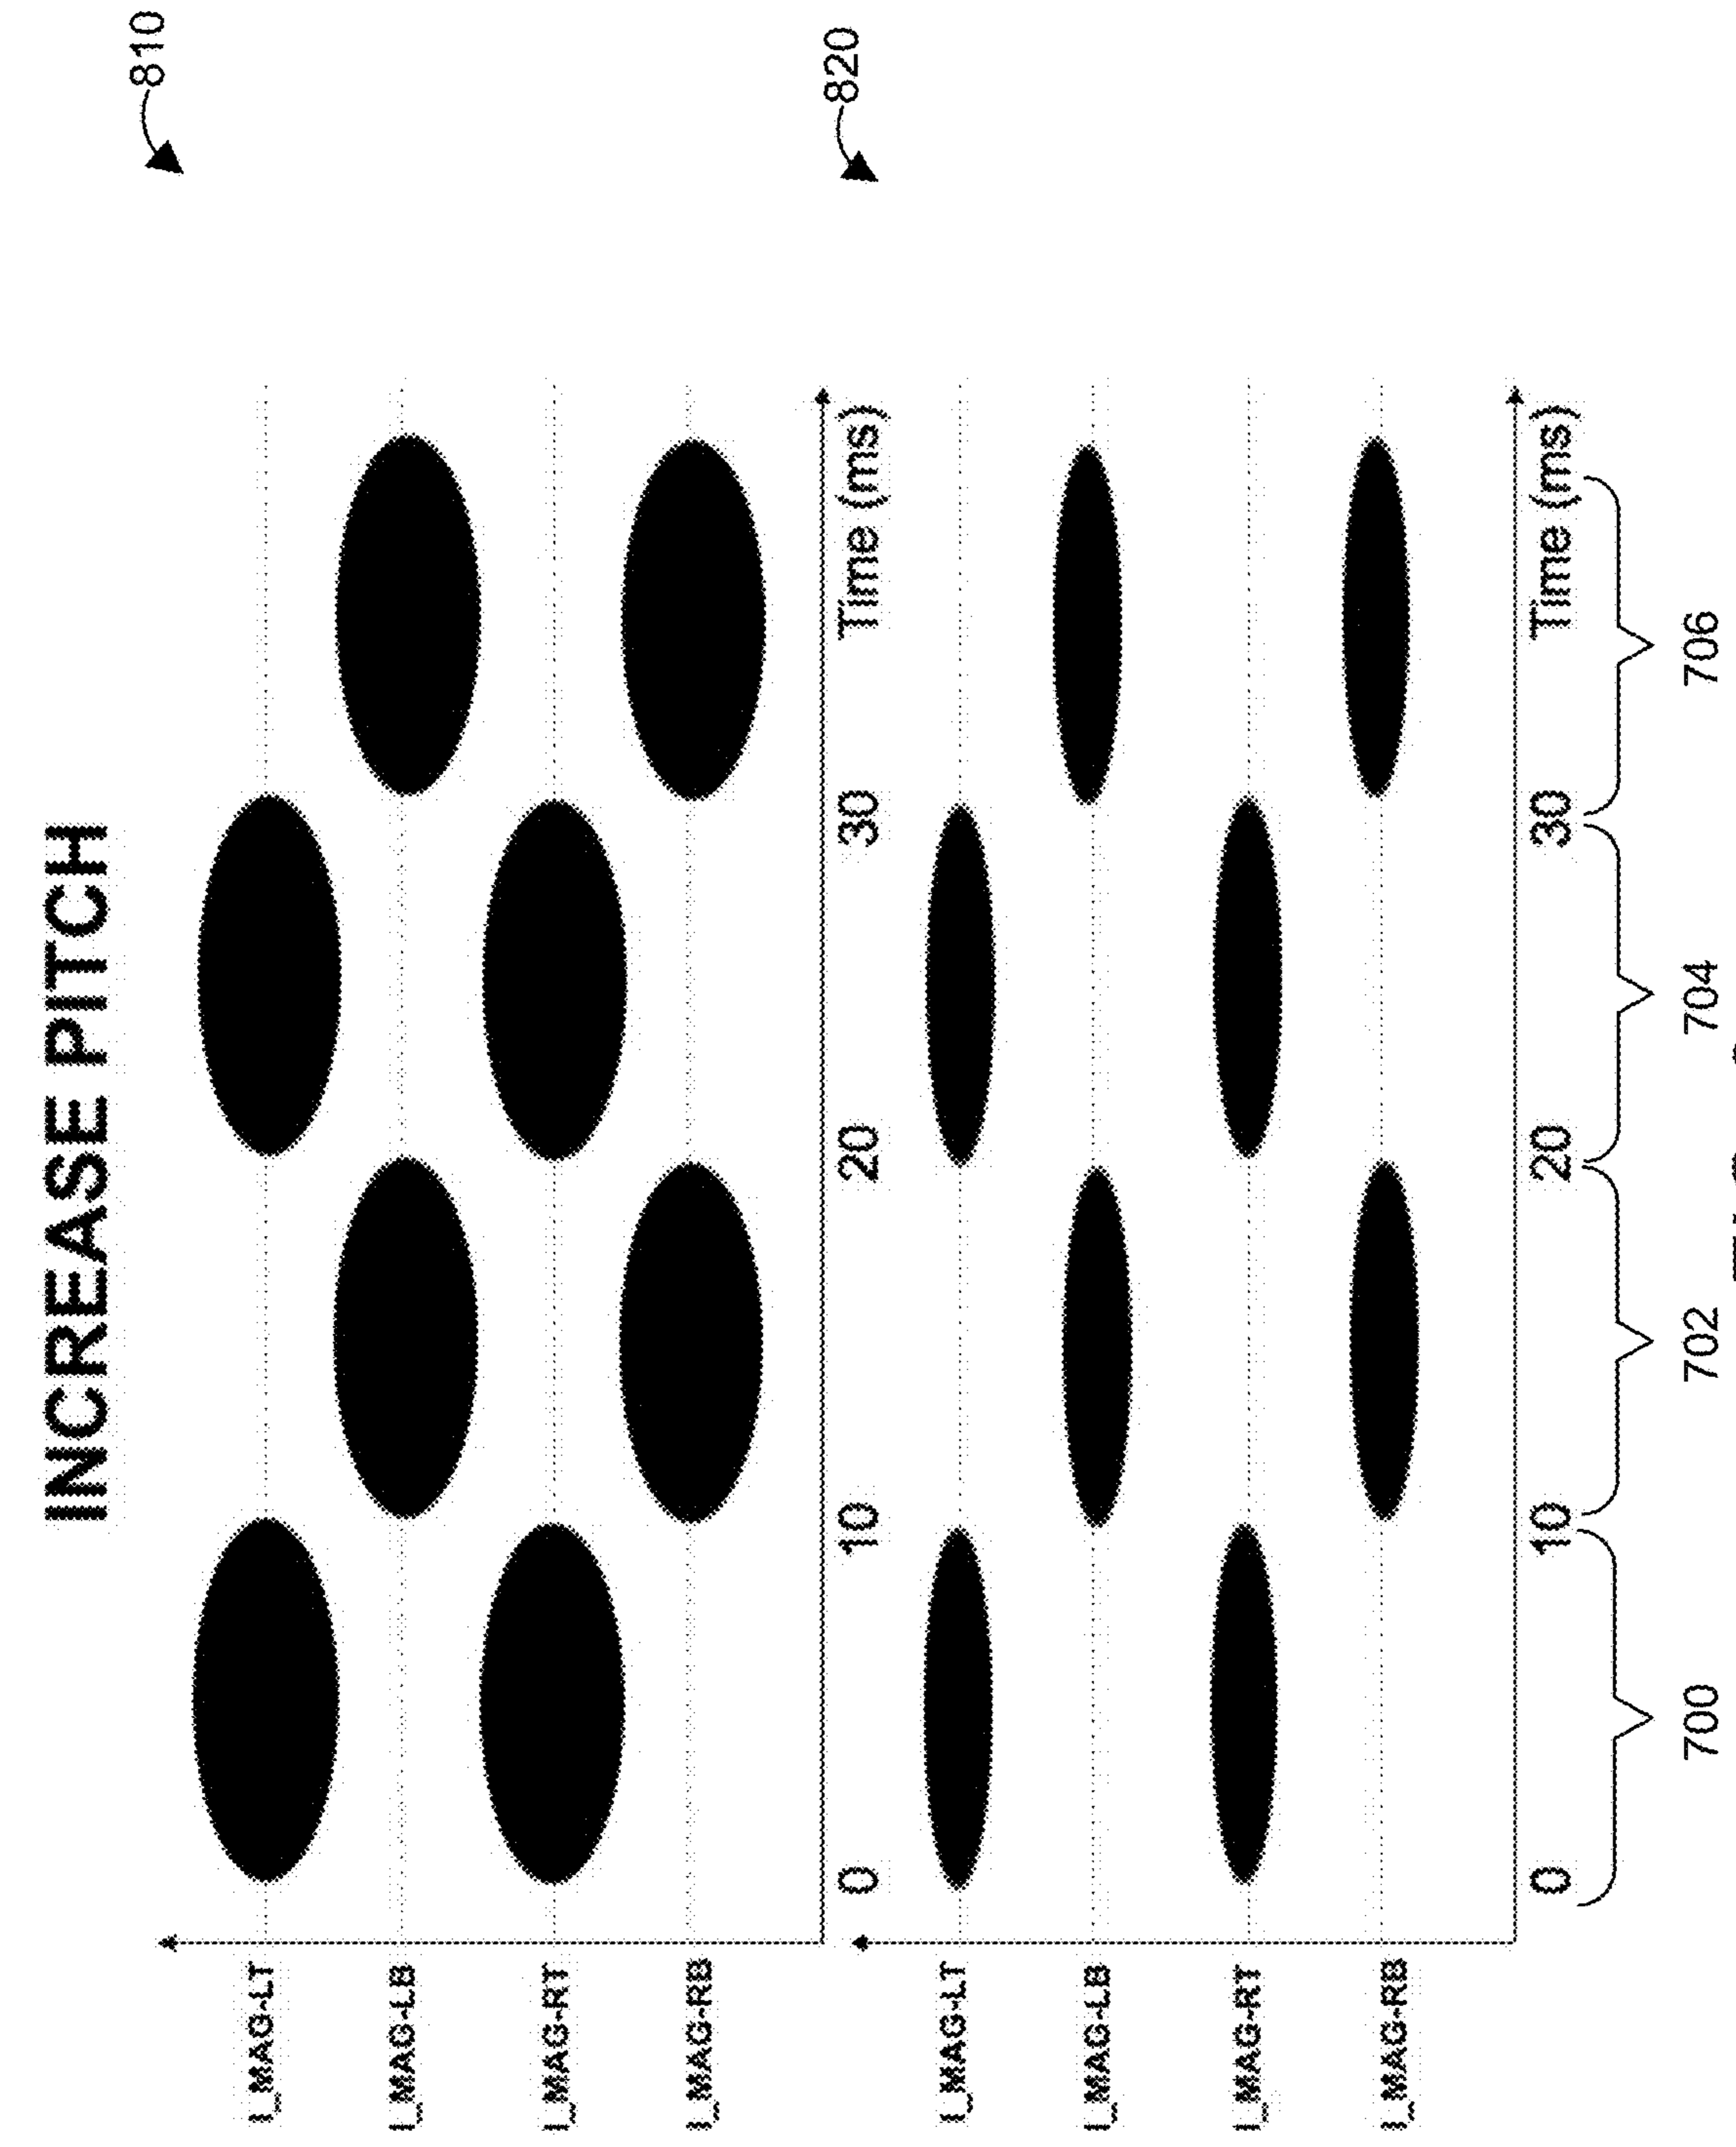 INCREASE PITCH
810
I_MAG-LT
I_MAG-LB
I_MAG-RT
I_MAG-RB
0 10 20 30 Time (ms)
820
I_MAG-LT
I_MAG-LB
I_MAG-RT
I_MAG-RB
0 10 20 30 Time (ms)
700 702 704 706